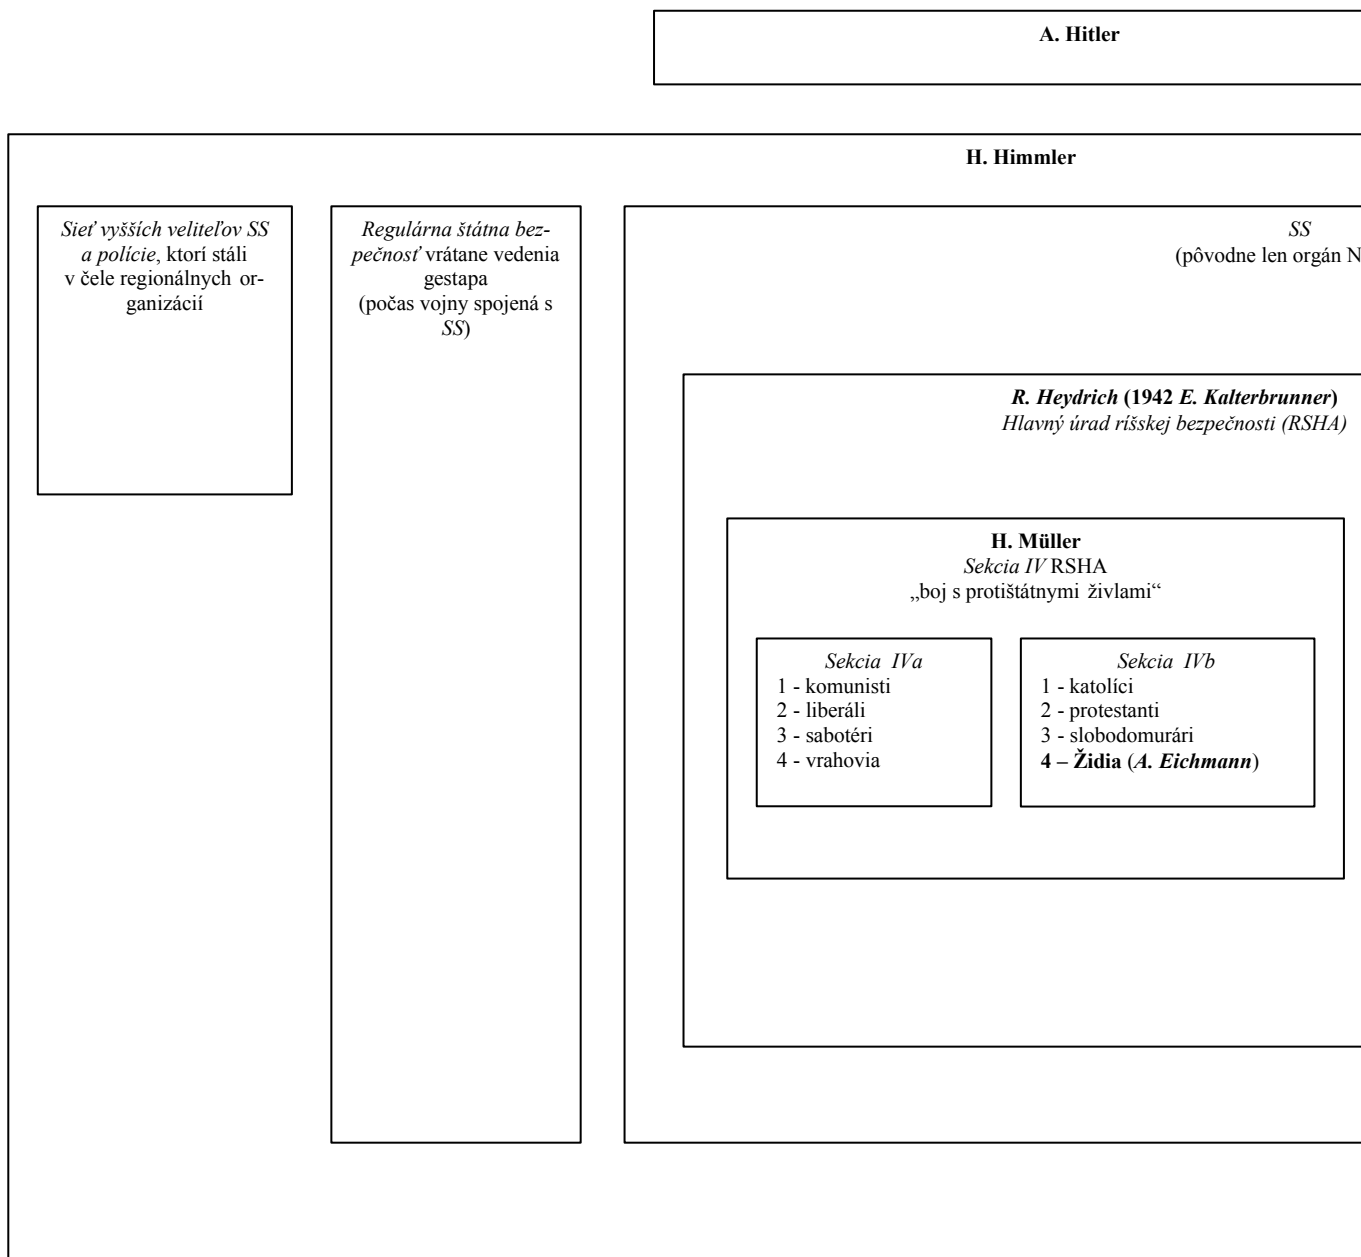 A. Hitler
H. Himmler
Sieť vyšších veliteľov SS
a polície, ktorí stáli
v čele regionálnych or-
ganizácií
Regulárna štátna bez-
pečnosť vrátane vedenia
gestapa
(počas vojny spojená s
SS)
SS
(pôvodne len orgán N
R. Heydrich (1942 E. Kalterbrunner)
Hlavný úrad ríšskej bezpečnosti (RSHA)
H. Müller
Sekcia IV RSHA
„boj s protištátnymi živlami“
Sekcia IVa
1 - komunisti
2 - liberáli
3 - sabotéri
4 - vrahovia
Sekcia IVb
1 - katolíci
2 - protestanti
3 - slobodomurári
4 – Židia (A. Eichmann)